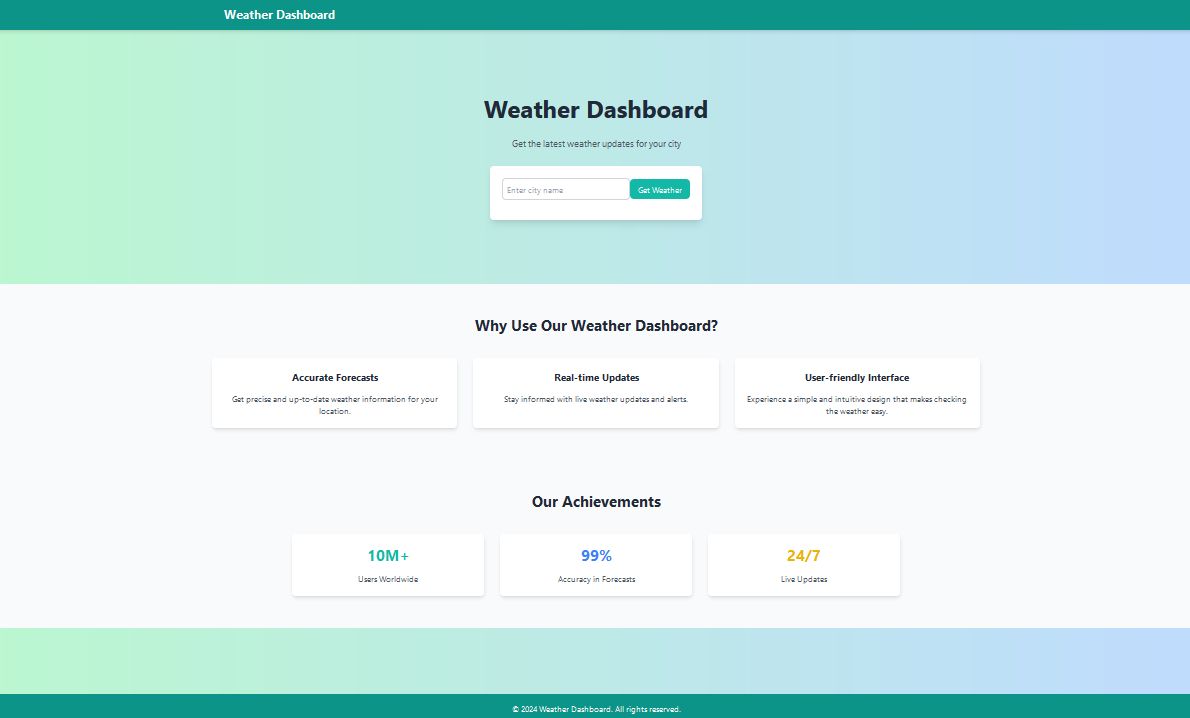 Weather Dashboard
Weather Dashboard
Get the latest weather updates for your city
Enter city name
Get Weather
Why Use Our Weather Dashboard?
Accurate Forecasts
Get precise and up-to-date weather information for your
location.
Real-time Updates
Stay informed with live weather updates and alerts.
User-friendly Interface
Experience a simple and intuitive design that makes checking
the weather easy.
Our Achievements
10M+
Users Worldwide
99%
Accuracy in Forecasts
24/7
Live Updates
© 2024 Weather Dashboard. All rights reserved.